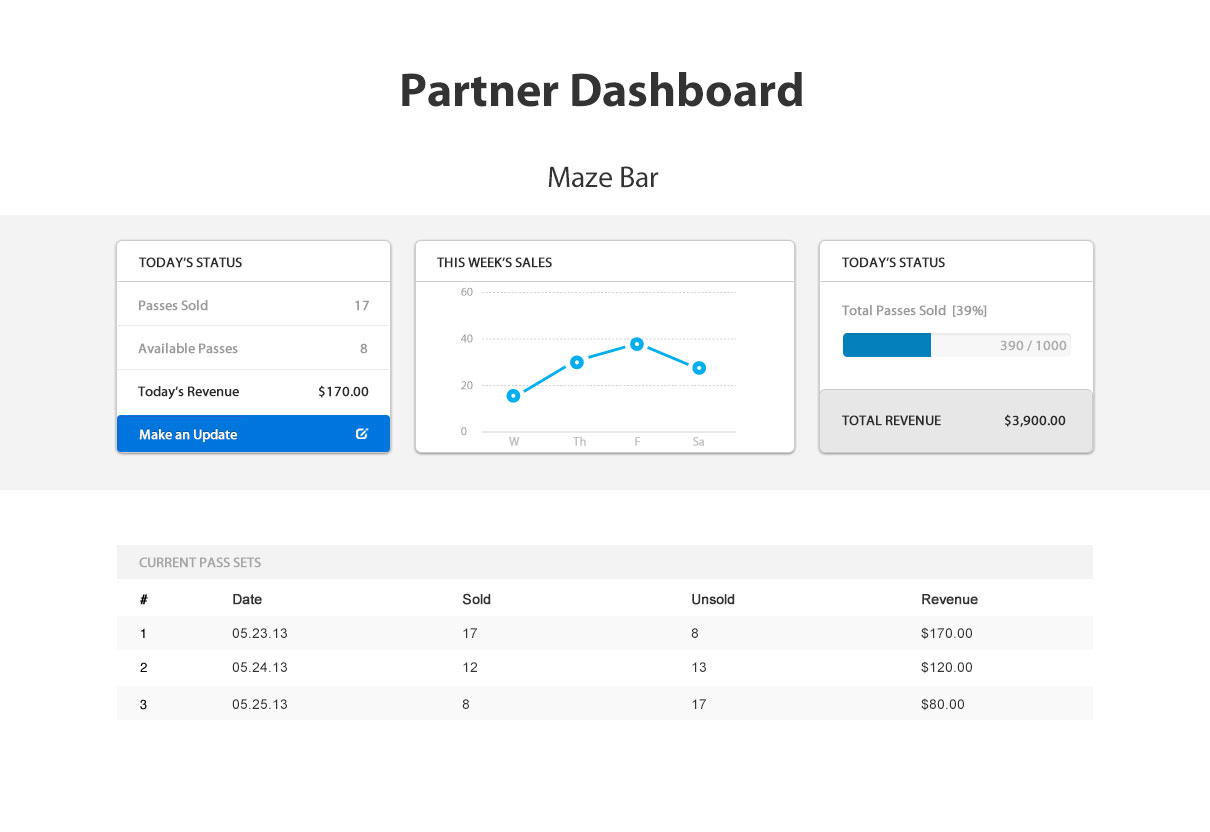 Partner Dashboard
Maze Bar
TODAY'S STATUS
Passes Sold 17
Available Passes 8
Today's Revenue $170.00
Make an Update
THIS WEEK'S SALES
60
40
20
0
W Th F Sa
TODAY'S STATUS
Total Passes Sold [39%]
390 / 1000
TOTAL REVENUE $3,900.00
CURRENT PASS SETS
# Date Sold Unsold Revenue
1 05.23.13 17 8 $170.00
2 05.24.13 12 13 $120.00
3 05.25.13 8 17 $80.00